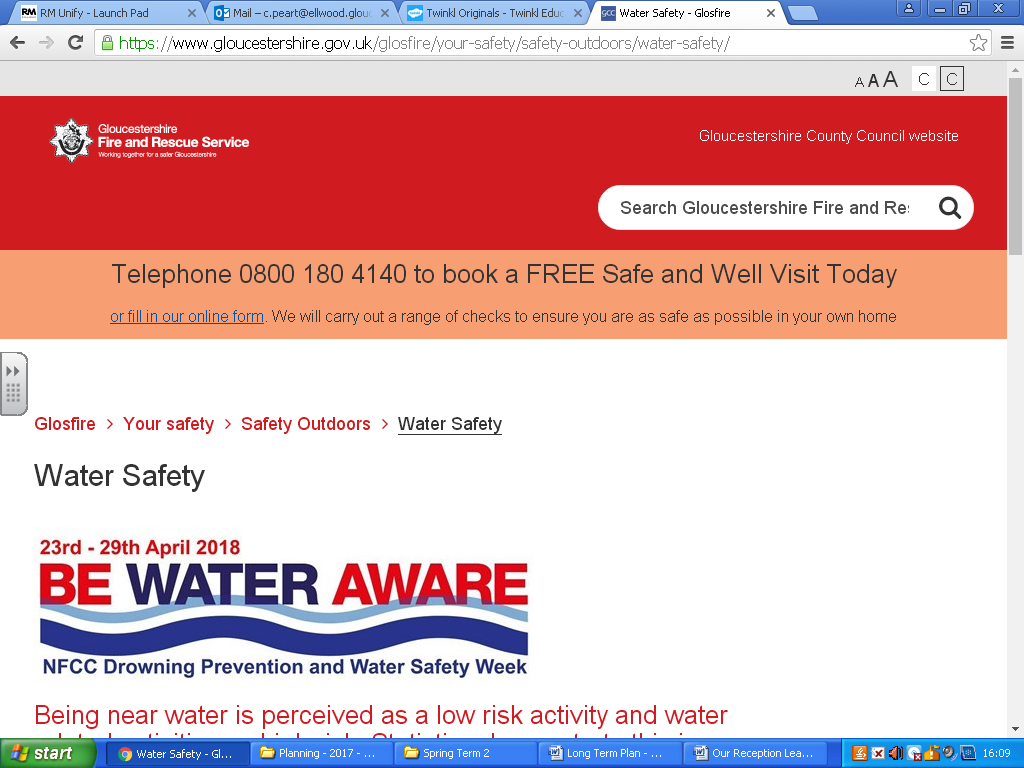 RM Unify - Launch Pad
Mail – c.peart@ellwood.glouc
Twinkl Originals - Twinkl Educ
Water Safety - Glosfire
https://www.gloucestershire.gov.uk/glosfire/your-safety/safety-outdoors/water-safety/
A A A C C
Gloucestershire
Fire and Rescue Service
Working together for a safer Gloucestershire
Gloucestershire County Council website
Search Gloucestershire Fire and Res
Telephone 0800 180 4140 to book a FREE Safe and Well Visit Today
or fill in our online form. We will carry out a range of checks to ensure you are as safe as possible in your own home
Glosfire > Your safety > Safety Outdoors > Water Safety
Water Safety
23rd - 29th April 2018
BE WATER AWARE
NFCC Drowning Prevention and Water Safety Week
Being near water is perceived as a low risk activity and water
start
Water Safety - Gl...
Planning - 2017 - ...
Spring Term 2
Long Term Plan - ...
Our Reception Lea...
16:09